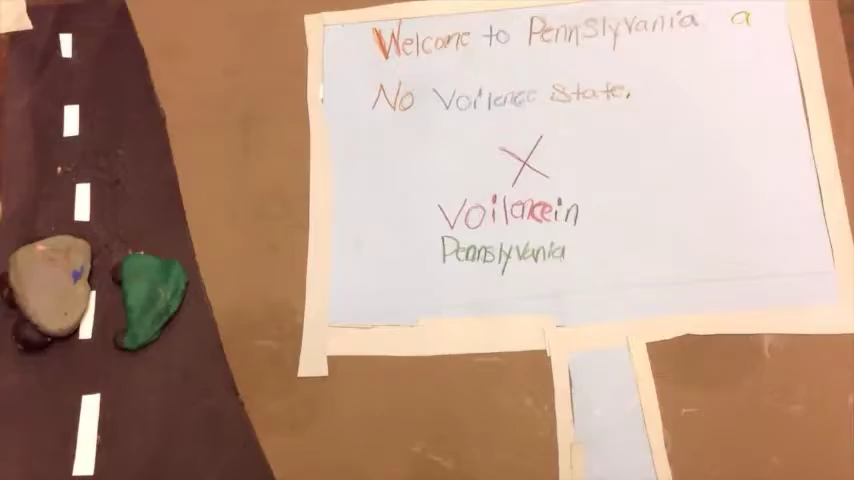 Welcome to Pennslyvania a
No Voilence State.
X
Voilencein
Pennslyvania